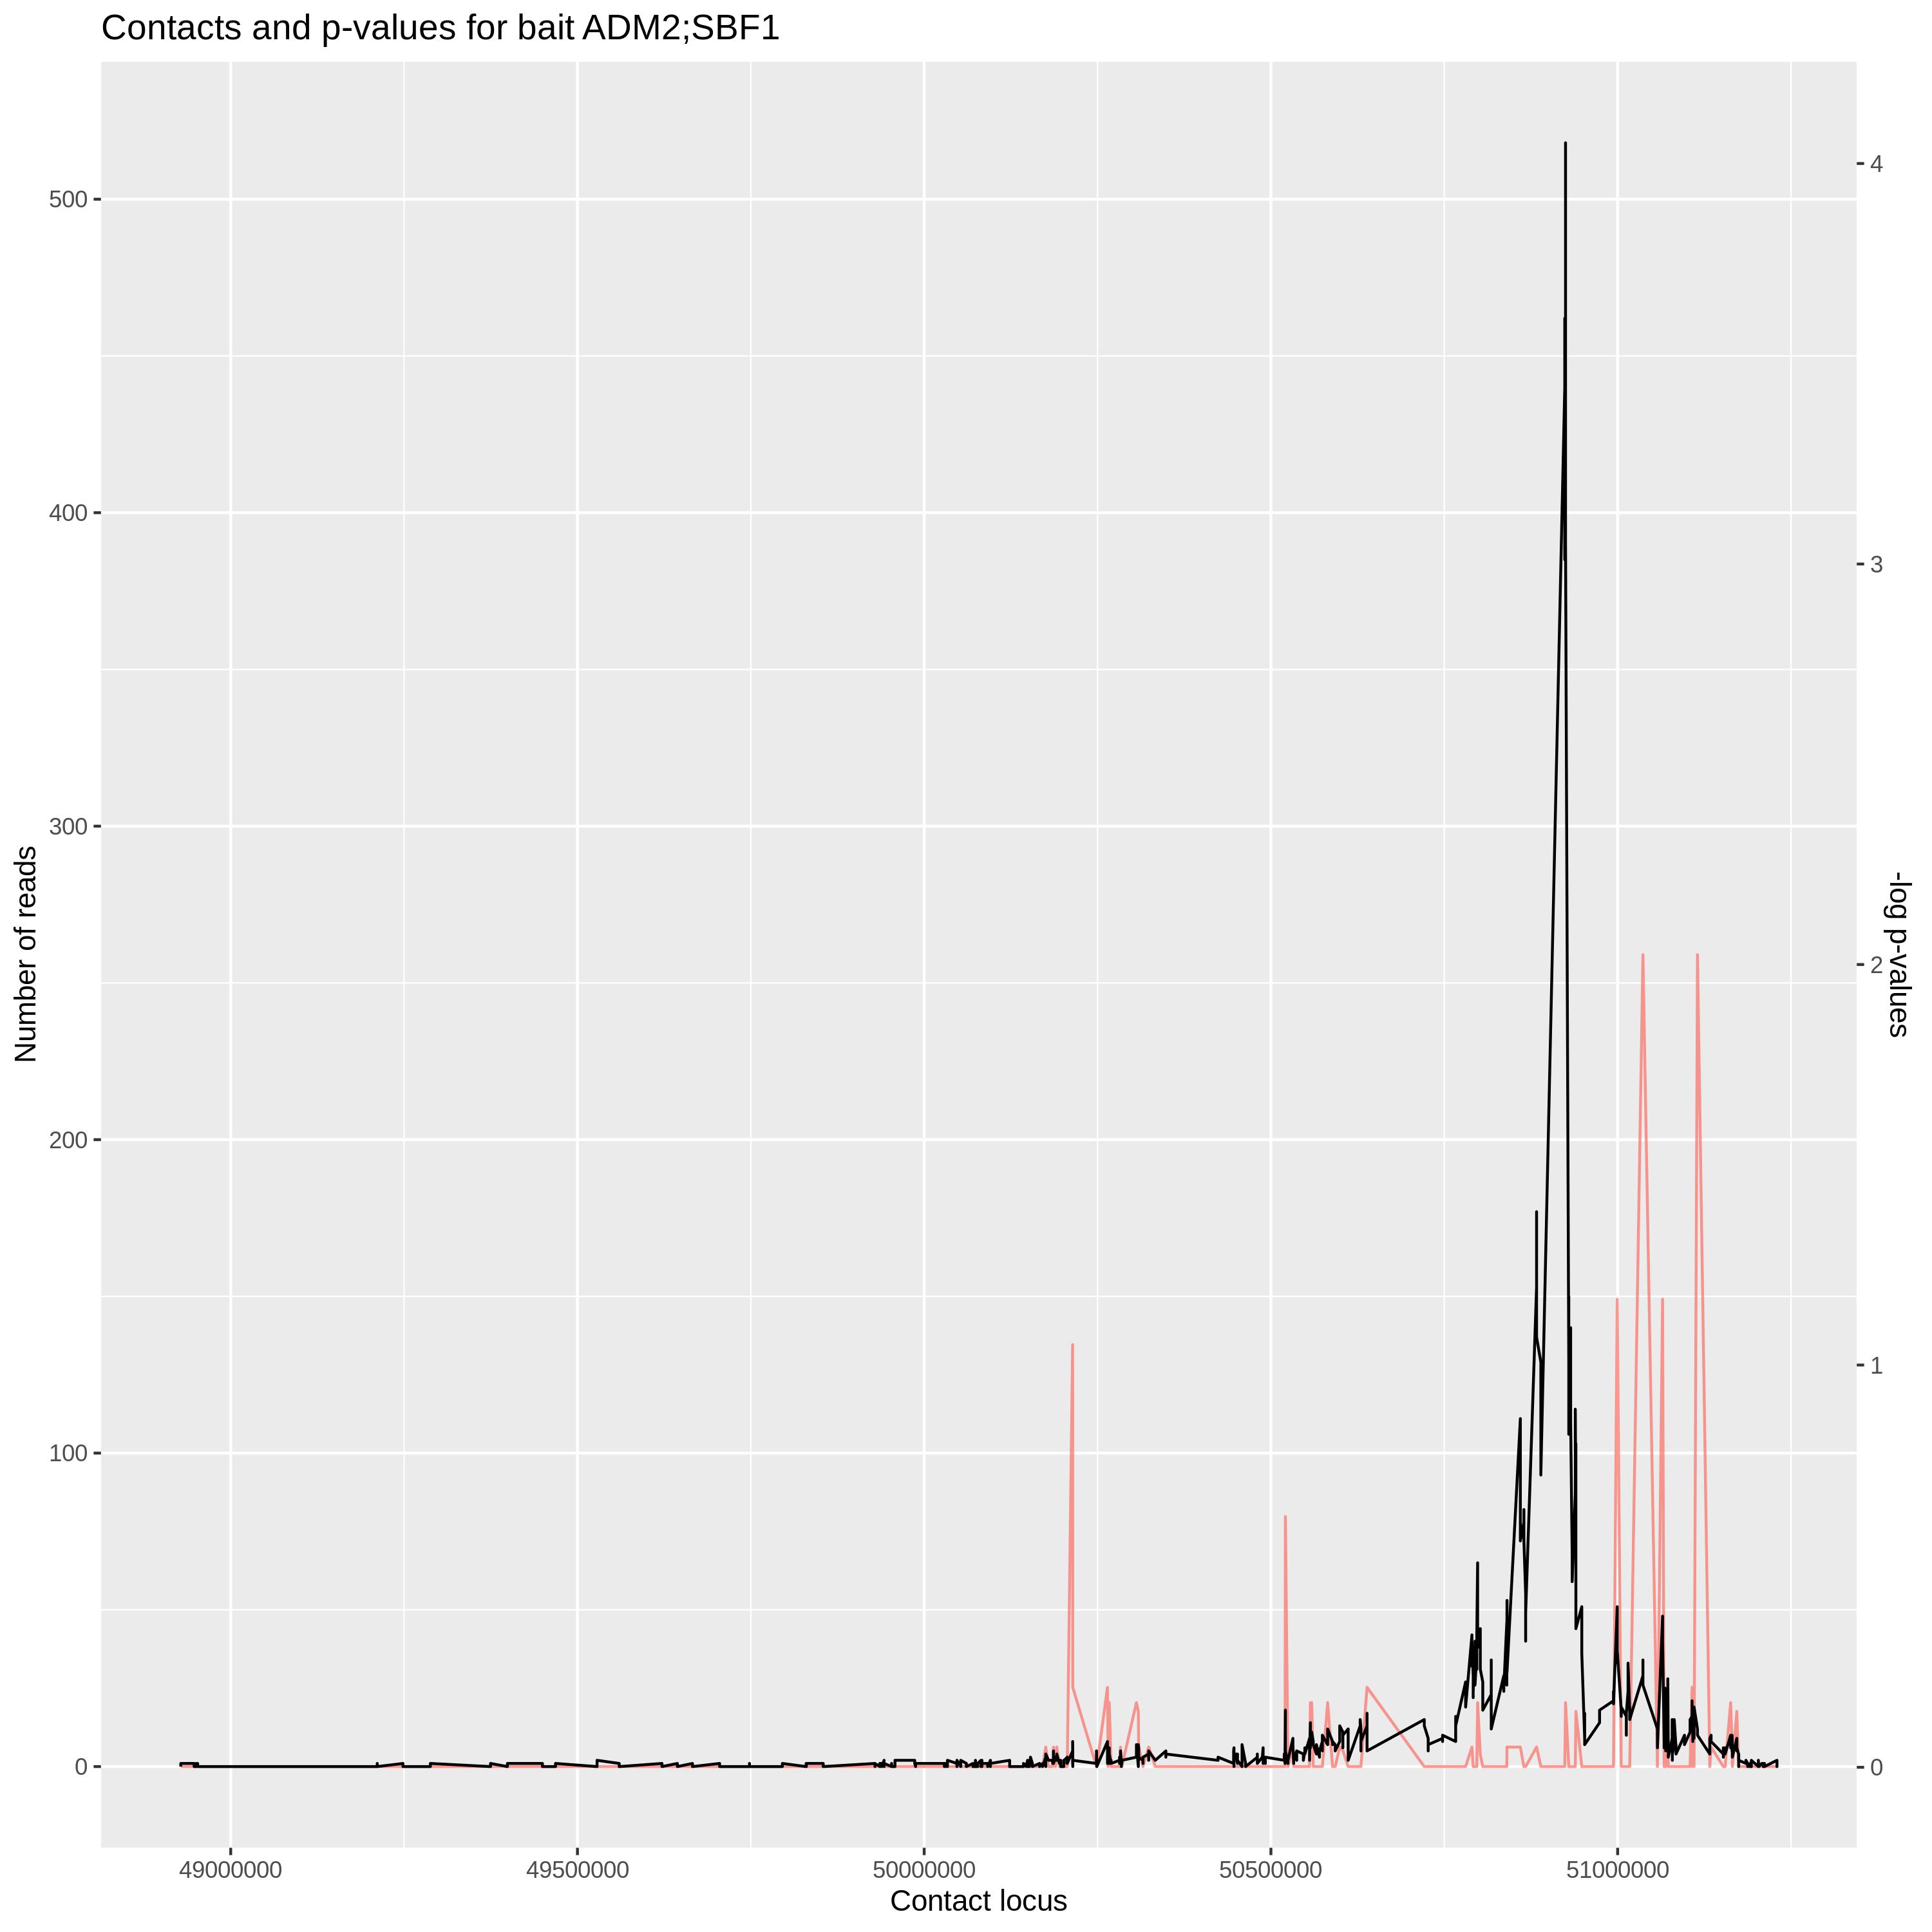 Contacts and p-values for bait ADM2;SBF1
500
400
300
200
100
0
Number of reads
4
3
2
1
0
-log p-values
49000000 49500000 50000000 50500000 51000000
Contact locus